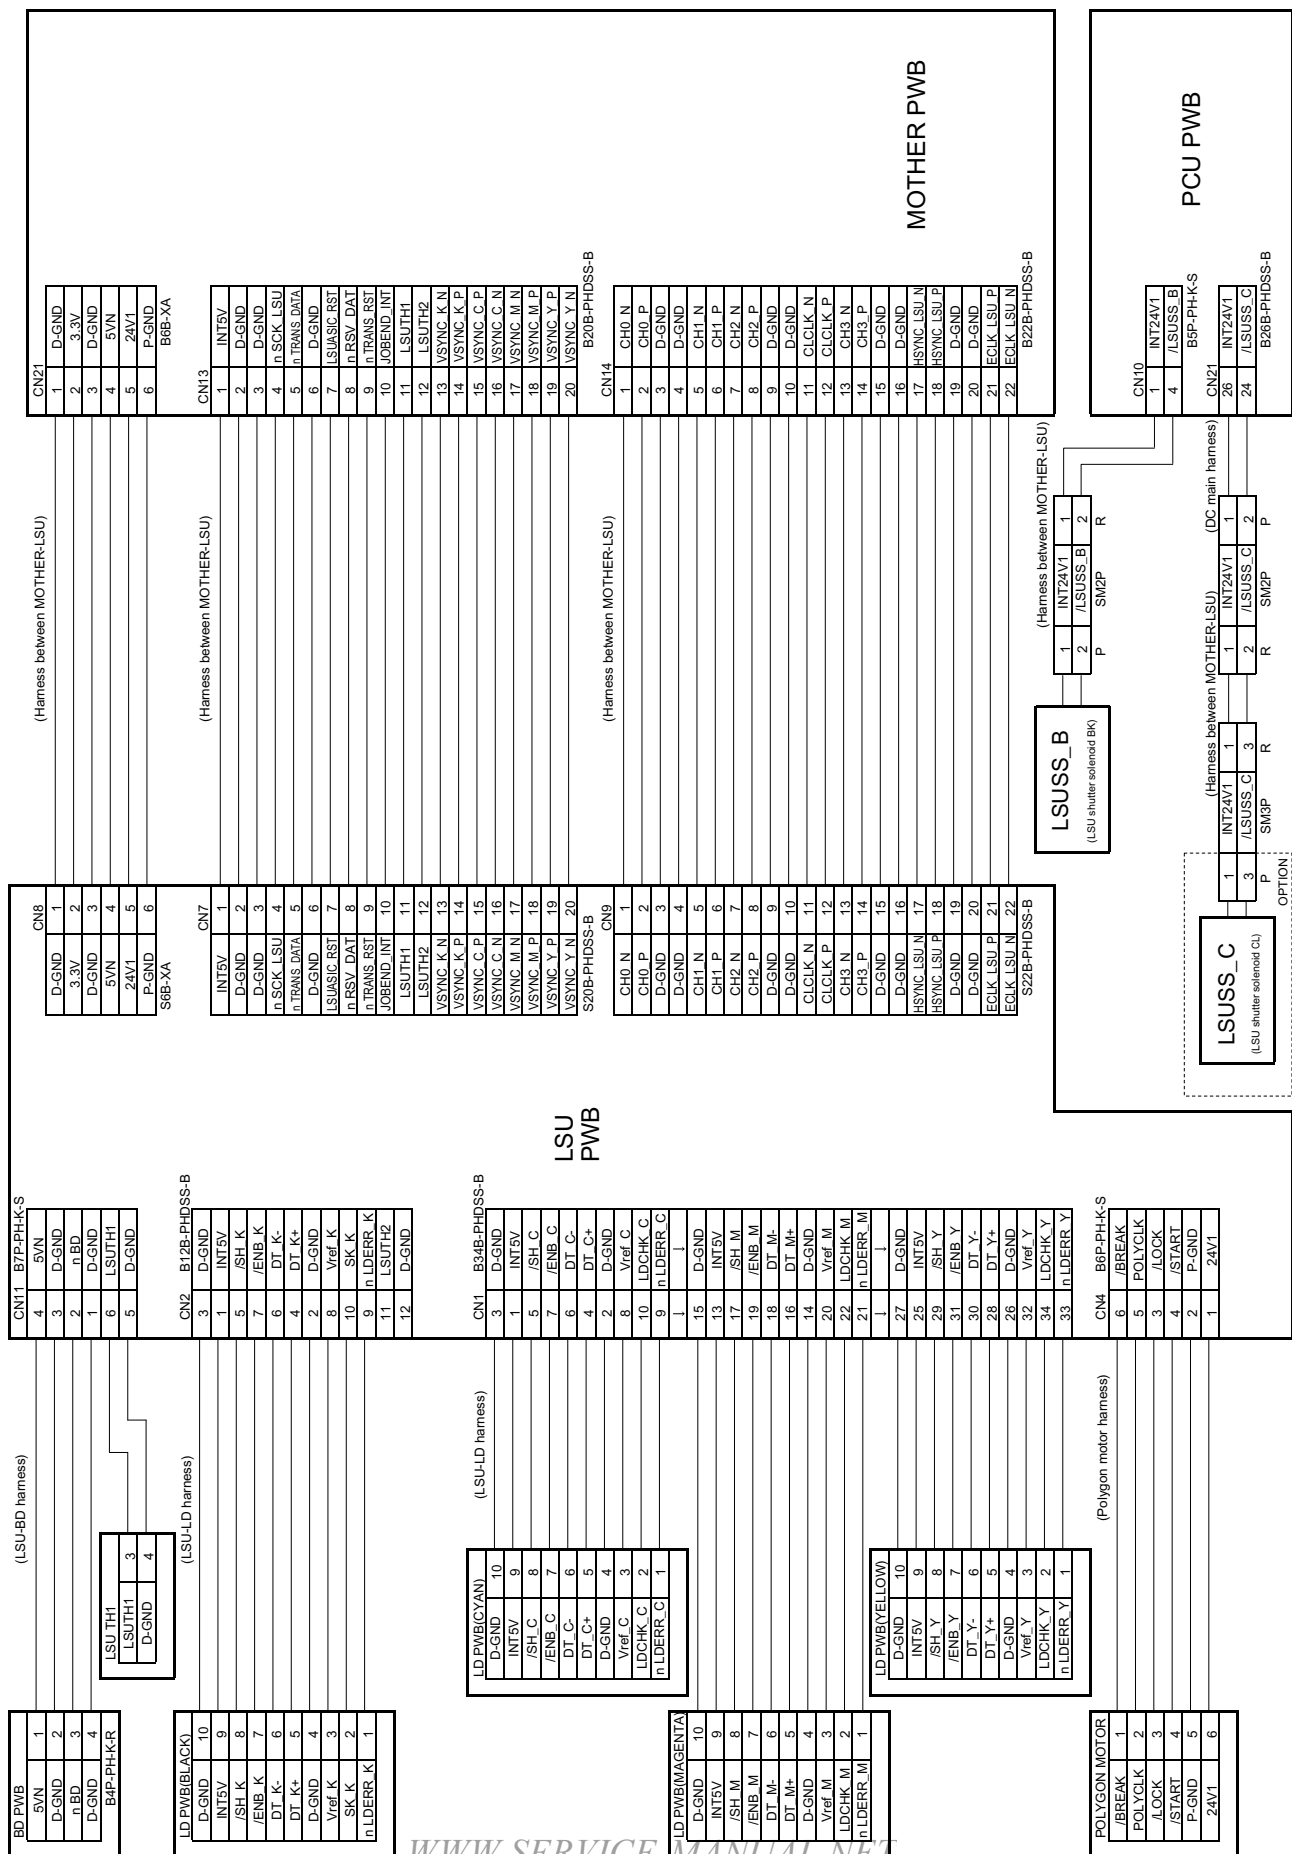 MOTHER PWB
CN21
1 D-GND
2 3.3V
3 D-GND
4 5VN
5 24V1
6 P-GND
B6B-XA
CN13
1 INT5V
2 D-GND
3 D-GND
4 n SCK_LSU
5 n TRANS_DATA
6 D-GND
7 LSUASIC_RST
8 n RSV_DAT
9 n TRANS_RST
10 JOBEND_INT
11 LSUTH1
12 LSUTH2
13 VSYNC_K_N
14 VSYNC_K_P
15 VSYNC_C_P
16 VSYNC_C_N
17 VSYNC_M_N
18 VSYNC_M_P
19 VSYNC_Y_P
20 VSYNC_Y_N
B20B-PHDSS-B
CN14
1 CH0_N
2 CH0_P
3 D-GND
4 D-GND
5 CH1_N
6 CH1_P
7 CH2_N
8 CH2_P
9 D-GND
10 D-GND
11 CLCLK_N
12 CLCLK_P
13 CH3_N
14 CH3_P
15 D-GND
16 D-GND
17 HSYNC_LSU_N
18 HSYNC_LSU_P
19 D-GND
20 D-GND
21 ECLK_LSU_P
22 ECLK_LSU_N
B22B-PHDSS-B
PCU PWB
CN10
1 INT24V1
4 /LSUSS_B
B5P-PH-K-S
CN21
26 INT24V1
24 /LSUSS_C
B26B-PHDSS-B
(Harness between MOTHER-LSU)
(Harness between MOTHER-LSU)
(Harness between MOTHER-LSU)
(Harness between MOTHER-LSU)
1 INT24V1 1
2 /LSUSS_B 2
P SM2P R
LSUSS_B
(LSU shutter solenoid BK)
(DC main harness)
1 INT24V1 1
2 /LSUSS_C 2
R SM2P P
(Harness between MOTHER-LSU)
1 INT24V1 1
3 /LSUSS_C 3
P SM3P R
OPTION
LSUSS_C
(LSU shutter solenoid CL)
LSU
PWB
CN8
D-GND 1
3.3V 2
D-GND 3
5VN 4
24V1 5
P-GND 6
S6B-XA
CN7
INT5V 1
D-GND 2
D-GND 3
n SCK_LSU 4
n TRANS_DATA 5
D-GND 6
LSUASIC_RST 7
n RSV_DAT 8
n TRANS_RST 9
JOBEND_INT 10
LSUTH1 11
LSUTH2 12
VSYNC_K_N 13
VSYNC_K_P 14
VSYNC_C_P 15
VSYNC_C_N 16
VSYNC_M_N 17
VSYNC_M_P 18
VSYNC_Y_P 19
VSYNC_Y_N 20
S20B-PHDSS-B
CN9
CH0_N 1
CH0_P 2
D-GND 3
D-GND 4
CH1_N 5
CH1_P 6
CH2_N 7
CH2_P 8
D-GND 9
D-GND 10
CLCLK_N 11
CLCLK_P 12
CH3_N 13
CH3_P 14
D-GND 15
D-GND 16
HSYNC_LSU_N 17
HSYNC_LSU_P 18
D-GND 19
D-GND 20
ECLK_LSU_P 21
ECLK_LSU_N 22
S22B-PHDSS-B
CN11 B7P-PH-K-S
4 5VN
3 D-GND
2 n BD
1 D-GND
6 LSUTH1
5 D-GND
CN2 B12B-PHDSS-B
3 D-GND
1 INT5V
5 /SH_K
7 /ENB_K
6 DT_K-
4 DT_K+
2 D-GND
8 Vref_K
10 SK_K
9 n LDERR_K
11 LSUTH2
12 D-GND
CN1 B34B-PHDSS-B
3 D-GND
1 INT5V
5 /SH_C
7 /ENB_C
6 DT_C-
4 DT_C+
2 D-GND
8 Vref_C
10 LDCHK_C
9 n LDERR_C
↓ ↓
15 D-GND
13 INT5V
17 /SH_M
19 /ENB_M
18 DT_M-
16 DT_M+
14 D-GND
20 Vref_M
22 LDCHK_M
21 n LDERR_M
↓ ↓
27 D-GND
25 INT5V
29 /SH_Y
31 /ENB_Y
30 DT_Y-
28 DT_Y+
26 D-GND
32 Vref_Y
34 LDCHK_Y
33 n LDERR_Y
CN4 B6P-PH-K-S
6 /BREAK
5 POLYCLK
3 /LOCK
4 /START
2 P-GND
1 24V1
(LSU-BD harness)
(LSU-LD harness)
(LSU-LD harness)
(Polygon motor harness)
LSU TH1
LSUTH1 3
D-GND 4
BD PWB
5VN 1
D-GND 2
n BD 3
D-GND 4
B4P-PH-K-R
LD PWB(BLACK)
D-GND 10
INT5V 9
/SH_K 8
/ENB_K 7
DT_K- 6
DT_K+ 5
D-GND 4
Vref_K 3
SK_K 2
n LDERR_K 1
LD PWB(CYAN)
D-GND 10
INT5V 9
/SH_C 8
/ENB_C 7
DT_C- 6
DT_C+ 5
D-GND 4
Vref_C 3
LDCHK_C 2
n LDERR_C 1
LD PWB(MAGENTA)
D-GND 10
INT5V 9
/SH_M 8
/ENB_M 7
DT_M- 6
DT_M+ 5
D-GND 4
Vref_M 3
LDCHK_M 2
n LDERR_M 1
LD PWB(YELLOW)
D-GND 10
INT5V 9
/SH_Y 8
/ENB_Y 7
DT_Y- 6
DT_Y+ 5
D-GND 4
Vref_Y 3
LDCHK_Y 2
n LDERR_Y 1
POLYGON MOTOR
/BREAK 1
POLYCLK 2
/LOCK 3
/START 4
P-GND 5
24V1 6
WWW.SERVICE-MANUAL.NET